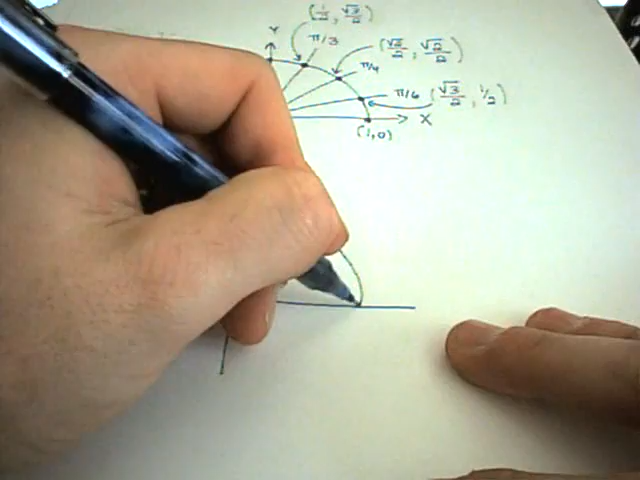 (1/2, √3/2)
Y
π/3
(√2/2, √2/2)
π/4
π/6 (√3/2, 1/2)
X
(1,0)